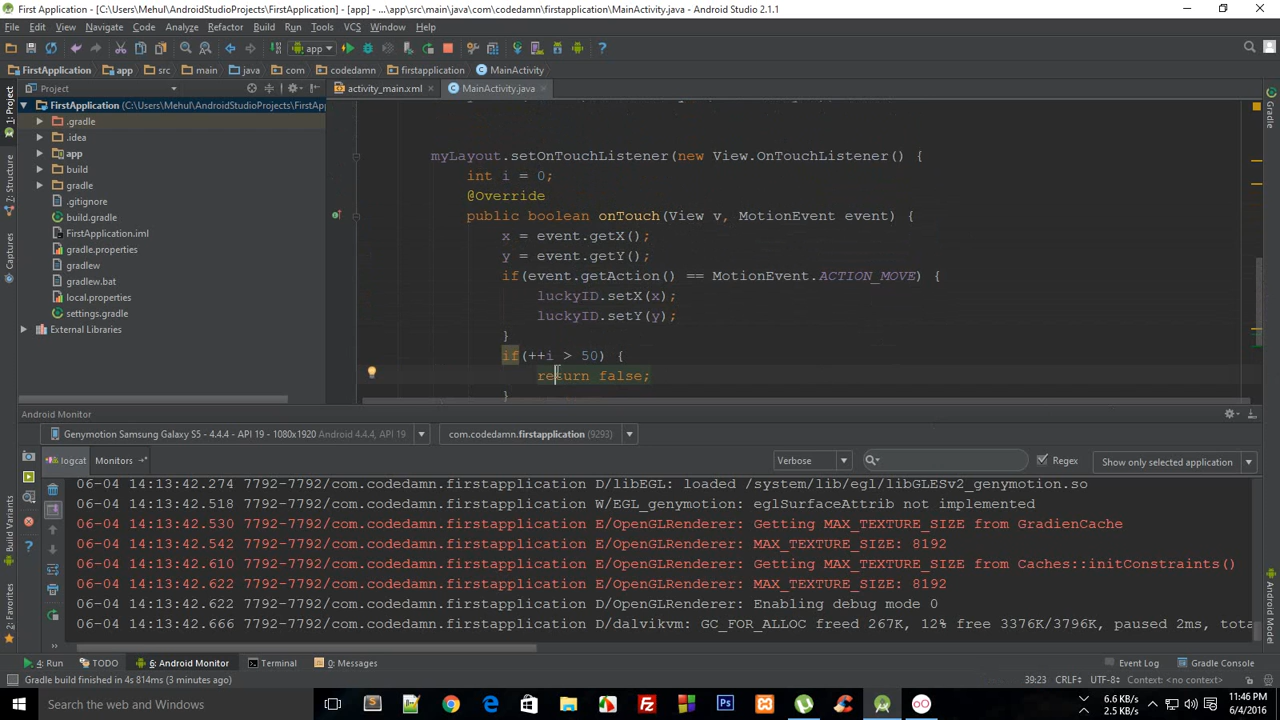 First Application - [C:\Users\Mehul\AndroidStudioProjects\FirstApplication] - [app] - ...\app\src\main\java\com\codedamn\firstapplication\MainActivity.java - Android Studio 2.1.1
File Edit View Navigate Code Analyze Refactor Build Run Tools VCS Window Help
app
FirstApplication app src main java com codedamn firstapplication MainActivity
Project activity_main.xml MainActivity.java
FirstApplication (C:\Users\Mehul\AndroidStudioProjects\FirstApp
.gradle
.idea
app
build
gradle
.gitignore
build.gradle
FirstApplication.iml
gradle.properties
gradlew
gradlew.bat
local.properties
settings.gradle
External Libraries
1: Project
7: Structure
Captures
Build Variants
2: Favorites
Gradle
Android Model
myLayout.setOnTouchListener(new View.OnTouchListener() {
int i = 0;
@Override
public boolean onTouch(View v, MotionEvent event) {
x = event.getX();
y = event.getY();
if(event.getAction() == MotionEvent.ACTION_MOVE) {
luckyID.setX(x);
luckyID.setY(y);
}
if(++i > 50) {
return false;
}
Android Monitor
Genymotion Samsung Galaxy S5 - 4.4.4 - API 19 - 1080x1920 Android 4.4.4, API 19 com.codedamn.firstapplication (9293)
logcat Monitors Verbose Regex Show only selected application
06-04 14:13:42.274 7792-7792/com.codedamn.firstapplication D/libEGL: loaded /system/lib/egl/libGLESv2_genymotion.so
06-04 14:13:42.518 7792-7792/com.codedamn.firstapplication W/EGL_genymotion: eglSurfaceAttrib not implemented
06-04 14:13:42.530 7792-7792/com.codedamn.firstapplication E/OpenGLRenderer: Getting MAX_TEXTURE_SIZE from GradienCache
06-04 14:13:42.542 7792-7792/com.codedamn.firstapplication E/OpenGLRenderer: MAX_TEXTURE_SIZE: 8192
06-04 14:13:42.610 7792-7792/com.codedamn.firstapplication E/OpenGLRenderer: Getting MAX_TEXTURE_SIZE from Caches::initConstraints()
06-04 14:13:42.622 7792-7792/com.codedamn.firstapplication E/OpenGLRenderer: MAX_TEXTURE_SIZE: 8192
06-04 14:13:42.622 7792-7792/com.codedamn.firstapplication D/OpenGLRenderer: Enabling debug mode 0
06-04 14:13:42.666 7792-7792/com.codedamn.firstapplication D/dalvikvm: GC_FOR_ALLOC freed 267K, 12% free 3376K/3796K, paused 2ms, tota
4: Run TODO 6: Android Monitor Terminal 0: Messages Event Log Gradle Console
Gradle build finished in 4s 814ms (3 minutes ago) 39:23 CRLF÷ UTF-8÷ Context: <no context>
Search the web and Windows
6.6 KB/s
2.5 KB/s
11:46 PM
6/4/2016